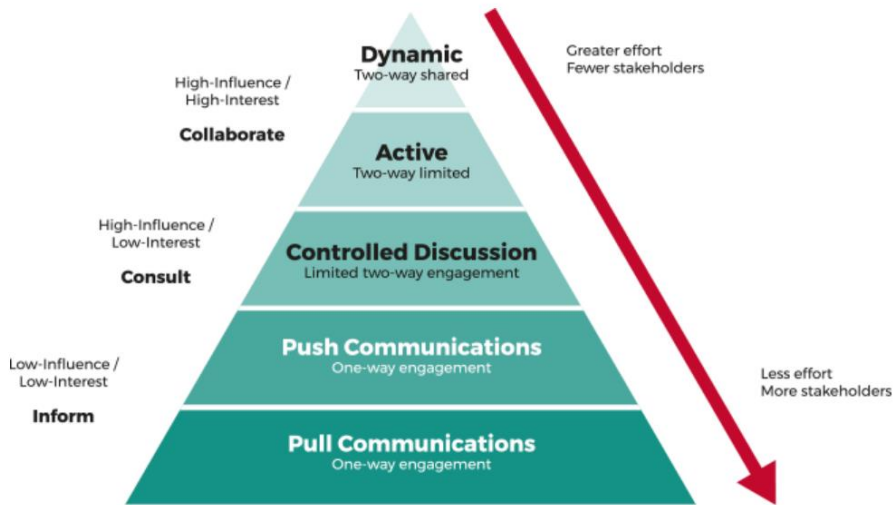 Dynamic
Two-way shared
Greater effort
Fewer stakeholders
High-Influence /
High-Interest
Collaborate
Active
Two-way limited
High-Influence /
Low-Interest
Consult
Controlled Discussion
Limited two-way engagement
Push Communications
One-way engagement
Low-Influence /
Low-Interest
Inform
Less effort
More stakeholders
Pull Communications
One-way engagement